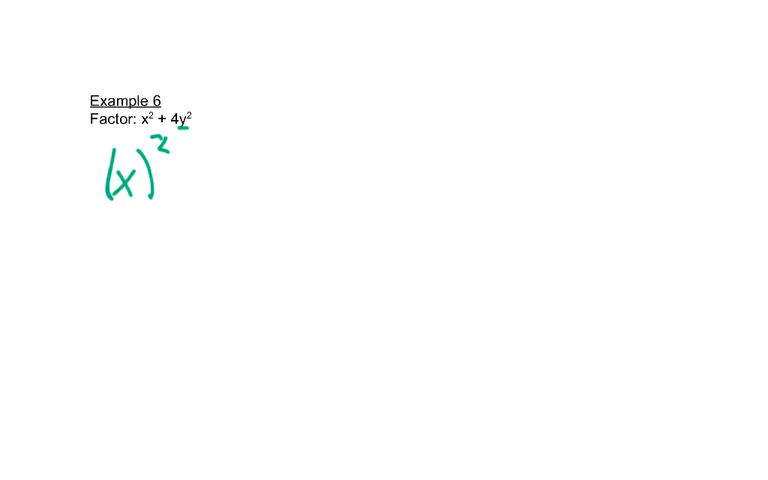 Example 6
Factor: x² + 4y²
(x)²